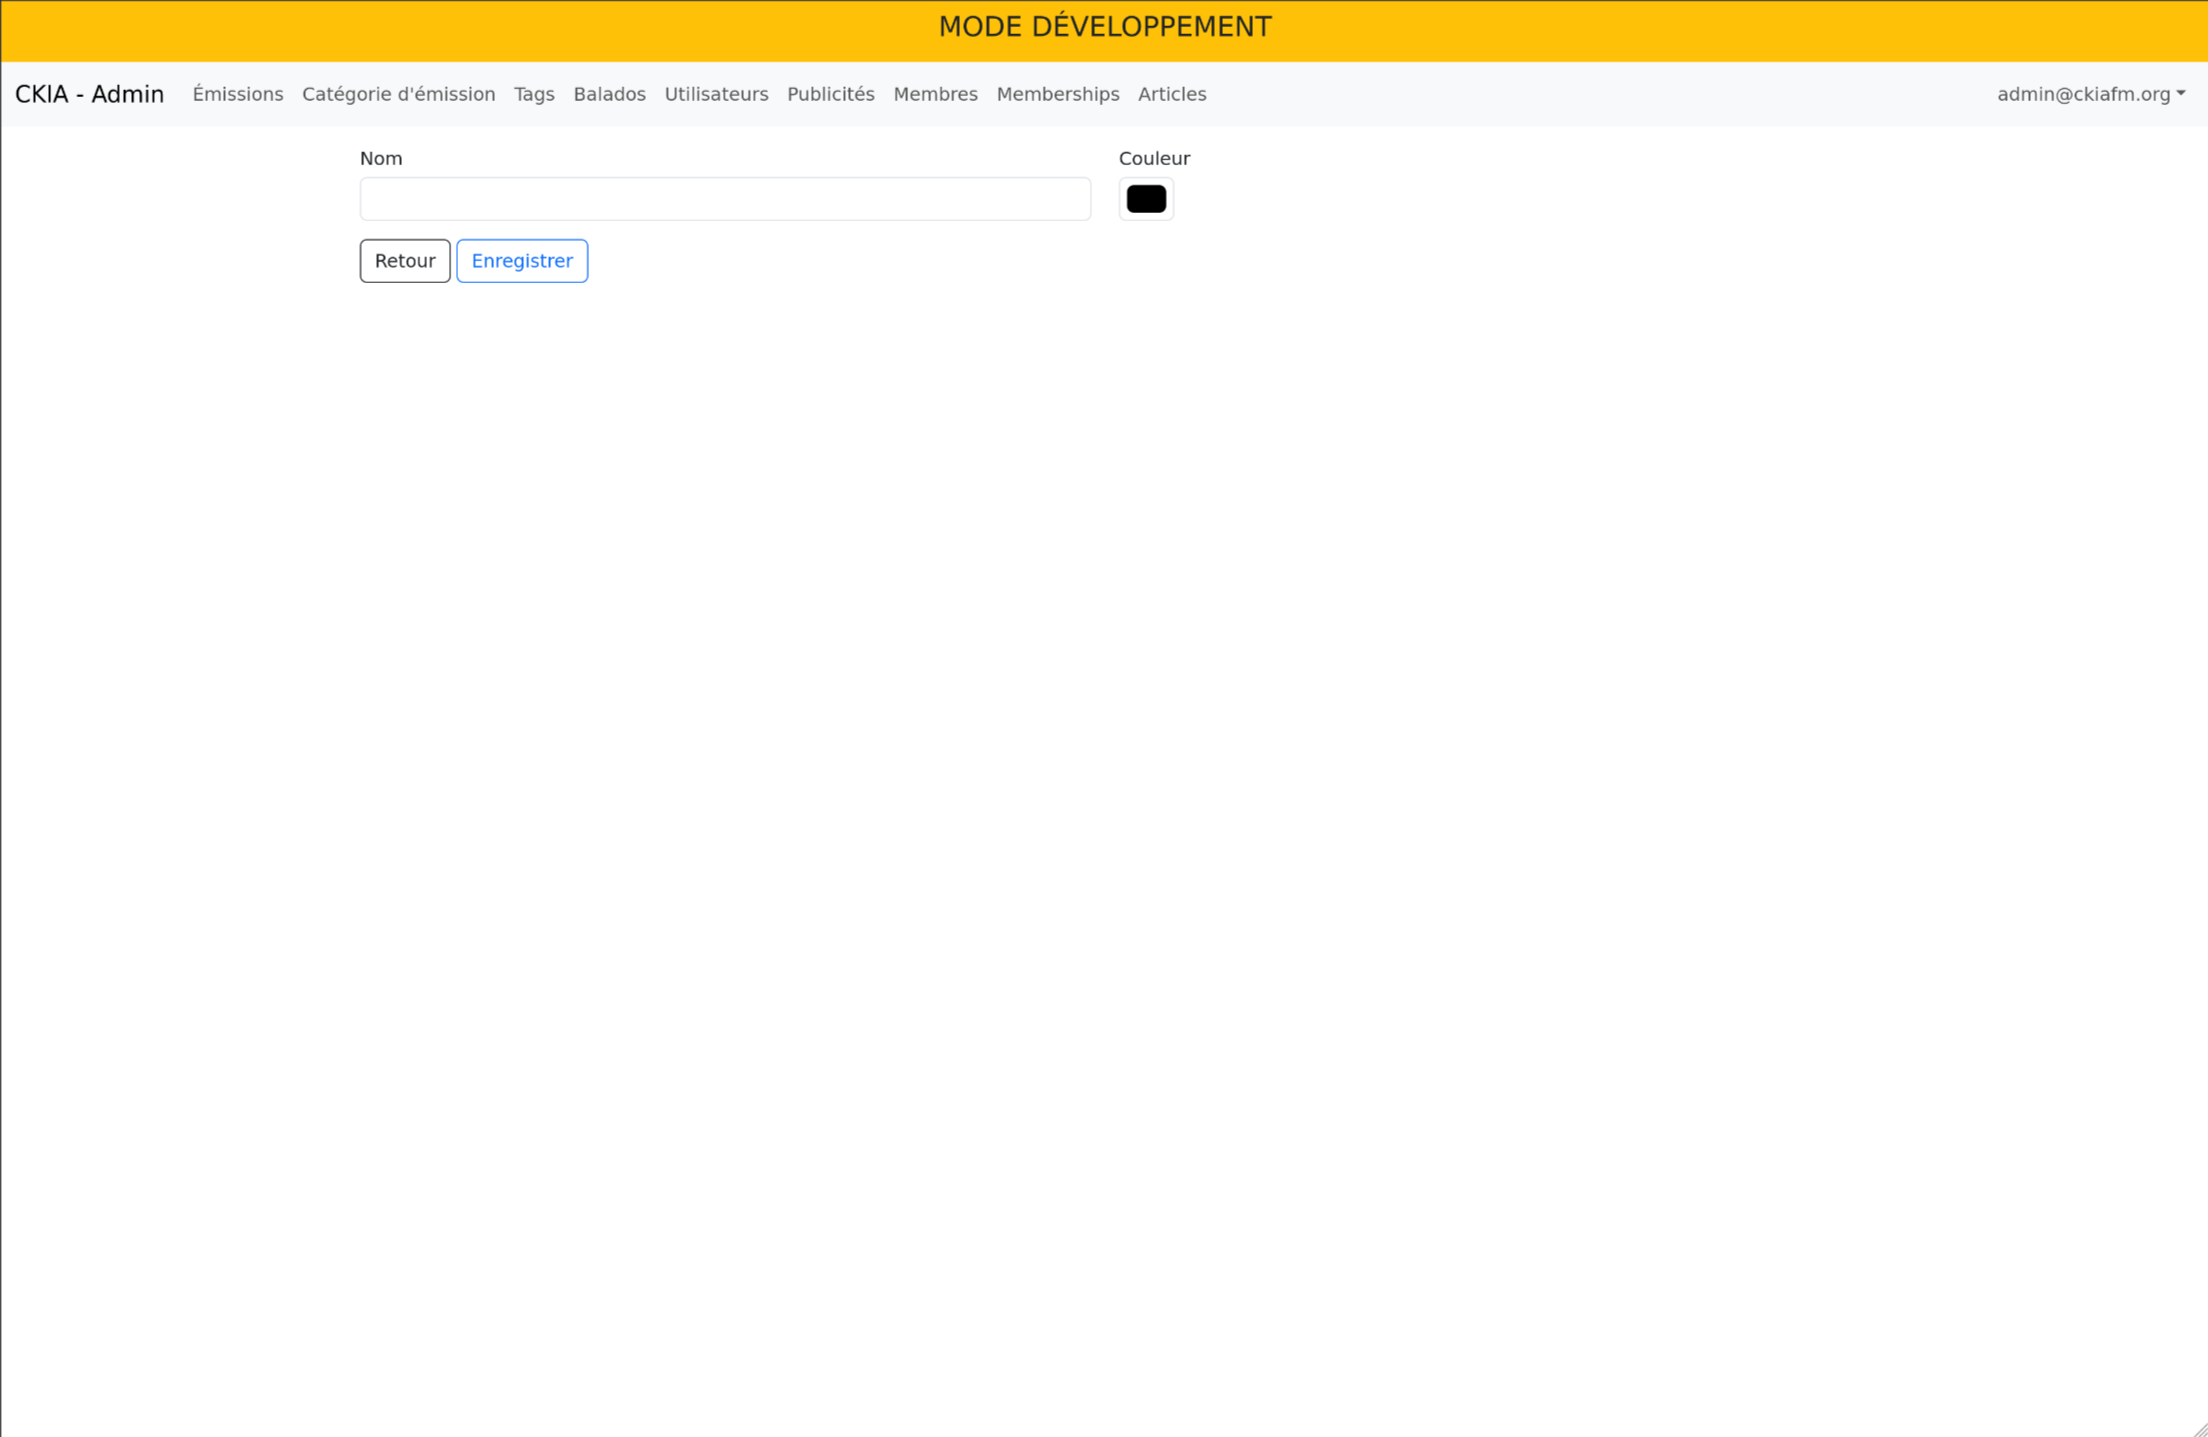 MODE DÉVELOPPEMENT
CKIA - Admin Émissions Catégorie d'émission Tags Balados Utilisateurs Publicités Membres Memberships Articles admin@ckiafm.org
Nom Couleur
Retour Enregistrer